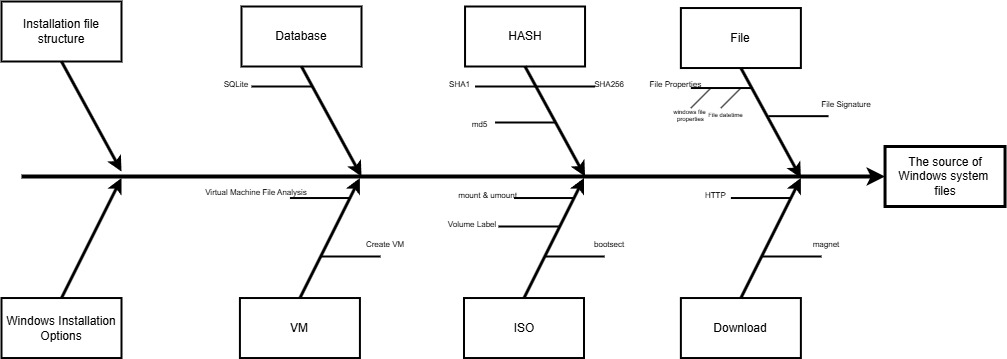 Installation file
structure
Database
HASH
File
SQLite
SHA1
SHA256
md5
File Properties
windows file
properties
File datetime
File Signature
The source of
Windows system
files
Virtual Machine File Analysis
Create VM
mount & umount
Volume Label
bootsect
HTTP
magnet
Windows Installation
Options
VM
ISO
Download